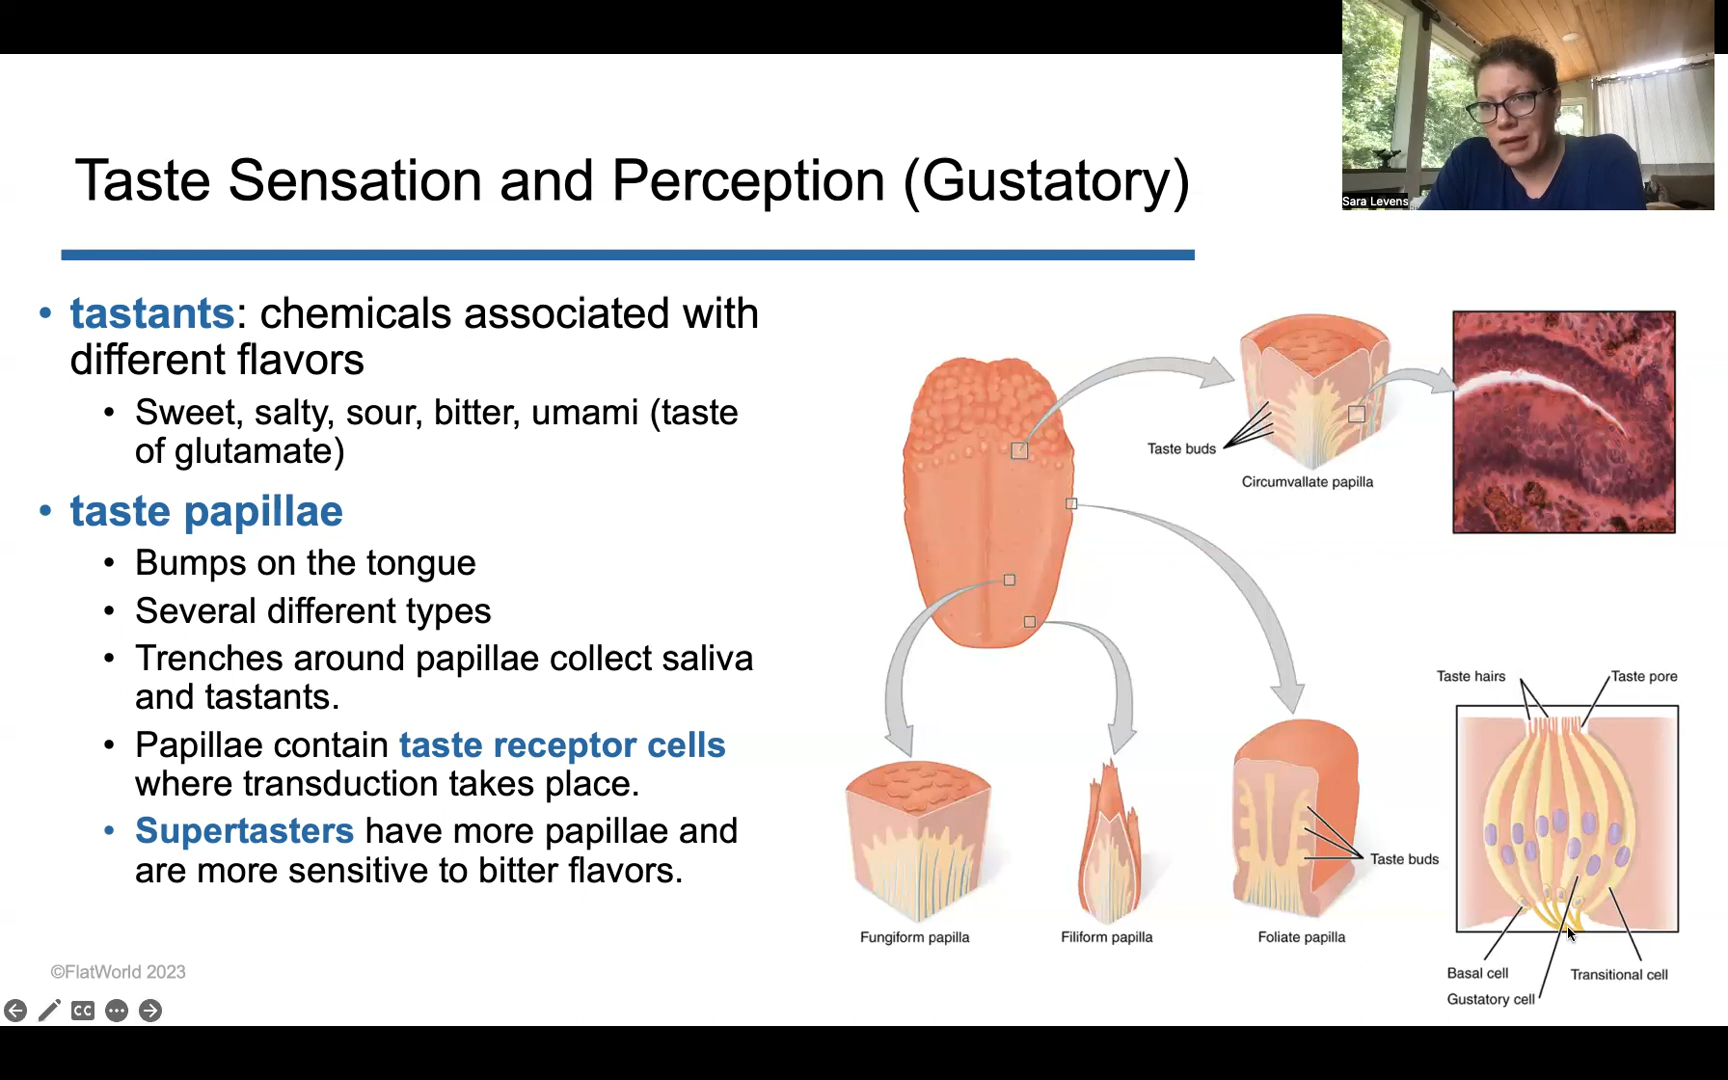 Sara Levens
Taste Sensation and Perception (Gustatory)
• tastants: chemicals associated with
different flavors
• Sweet, salty, sour, bitter, umami (taste
of glutamate)
• taste papillae
• Bumps on the tongue
• Several different types
• Trenches around papillae collect saliva
and tastants.
• Papillae contain taste receptor cells
where transduction takes place.
• Supertasters have more papillae and
are more sensitive to bitter flavors.
Taste buds
Circumvallate papilla
Fungiform papilla
Filiform papilla
Foliate papilla
Taste buds
Taste hairs
Taste pore
Basal cell
Gustatory cell
Transitional cell
©FlatWorld 2023
CC